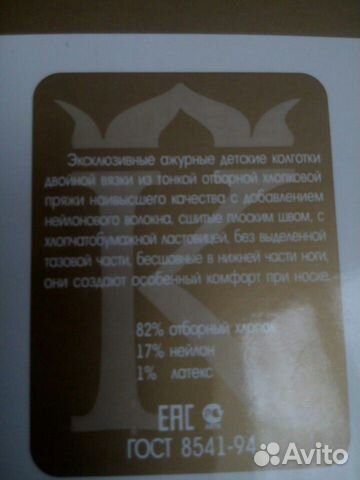 Эксклюзивные ажурные детские колготки
двойной вязки из тонкой отборной хлопковой
пряжи наивысшего качества с добавлением
нейлонового волокна, сшитые плоским швом, с
хлопчатобумажной ластовицей, без выделенной
тазовой части, бесшовные в нижней части ноги,
они создают особенный комфорт при носке.
82% отборный хлопок
17% нейлон
1% латекс
ЕАС
ГОСТ 8541-94
Avito